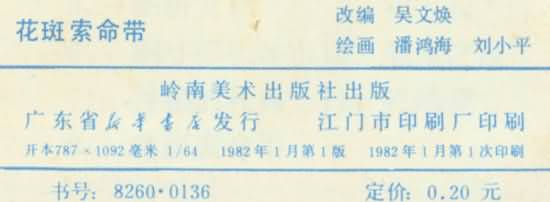 花斑索命带
改编 吴文焕
绘画 潘鸿海 刘小平
岭南美术出版社出版
广东省新华书店发行 江门市印刷厂印刷
开本787×1092毫米 1/64 1982年1月第1版 1982年1月第1次印刷
书号：8260·0136 定价：0.20 元